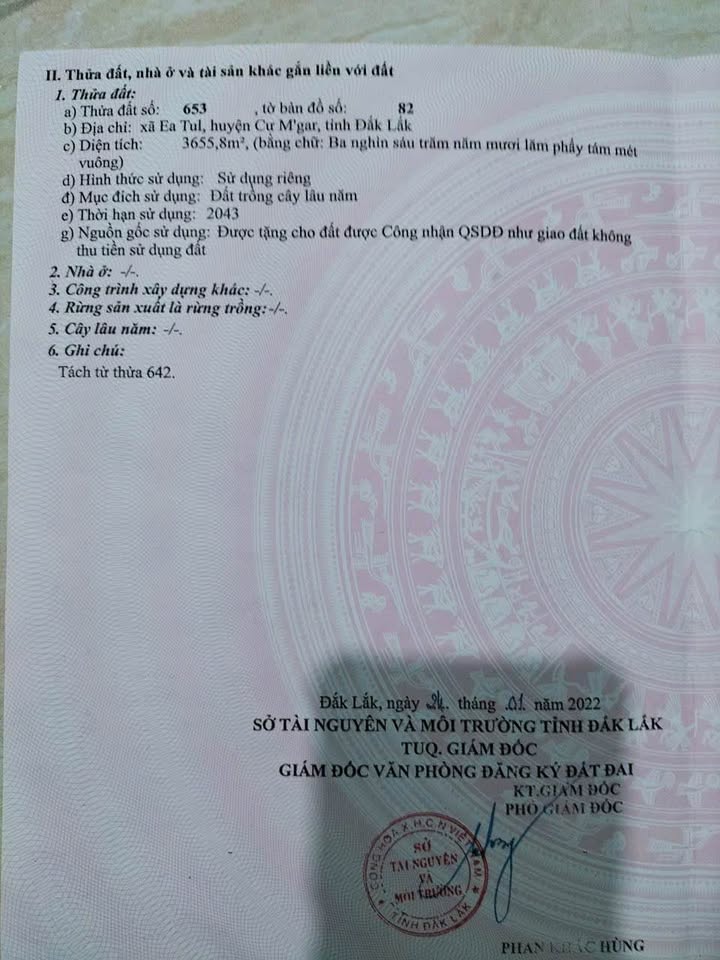 II. Thửa đất, nhà ở và tài sản khác gắn liền với đất
1. Thửa đất:
a) Thửa đất số: 653 , tờ bản đồ số: 82
b) Địa chỉ: xã Ea Tul, huyện Cư M'gar, tỉnh Đắk Lắk
c) Diện tích: 3655,8m², (bằng chữ: Ba nghìn sáu trăm năm mươi lăm phẩy tám mét
vuông)
d) Hình thức sử dụng: Sử dụng riêng
đ) Mục đích sử dụng: Đất trồng cây lâu năm
e) Thời hạn sử dụng: 2043
g) Nguồn gốc sử dụng: Được tặng cho đất được Công nhận QSDĐ như giao đất không
thu tiền sử dụng đất
2. Nhà ở: -/-.
3. Công trình xây dựng khác: -/-.
4. Rừng sản xuất là rừng trồng:-/-.
5. Cây lâu năm: -/-.
6. Ghi chú:
Tách từ thửa 642.
Đắk Lắk, ngày 24. tháng .01. năm 2022
SỞ TÀI NGUYÊN VÀ MÔI TRƯỜNG TỈNH ĐẮK LẮK
TUQ. GIÁM ĐỐC
GIÁM ĐỐC VĂN PHÒNG ĐĂNG KÝ ĐẤT ĐAI
KT.GIÁM ĐỐC
PHÓ GIÁM ĐỐC
CỘNG HÒA X.H.C.N VIỆT NAM
SỞ
TÀI NGUYÊN
VÀ
MÔI TRƯỜNG
TỈNH ĐẮK LẮK
PHAN KHẮC HÙNG